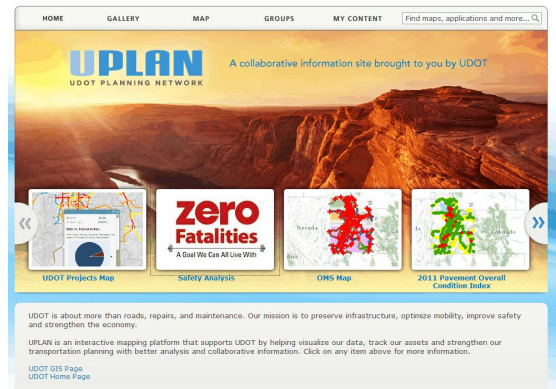 HOME GALLERY MAP GROUPS MY CONTENT Find maps, applications and more...
UPLAN
UDOT PLANNING NETWORK
A collaborative information site brought to you by UDOT
Nevada
zero
Fatalities
A Goal We Can All Live With
Colorado
UDOT Projects Map
Safety Analysis
OMS Map
2011 Pavement Overall
Condition Index
UDOT is about more than roads, repairs, and maintenance. Our mission is to preserve infrastructure, optimize mobility, improve safety
and strengthen the economy.
UPLAN is an interactive mapping platform that supports UDOT by helping visualize our data, track our assets and strengthen our
transportation planning with better analysis and collaborative information. Click on any item above for more information.
UDOT GIS Page
UDOT Home Page